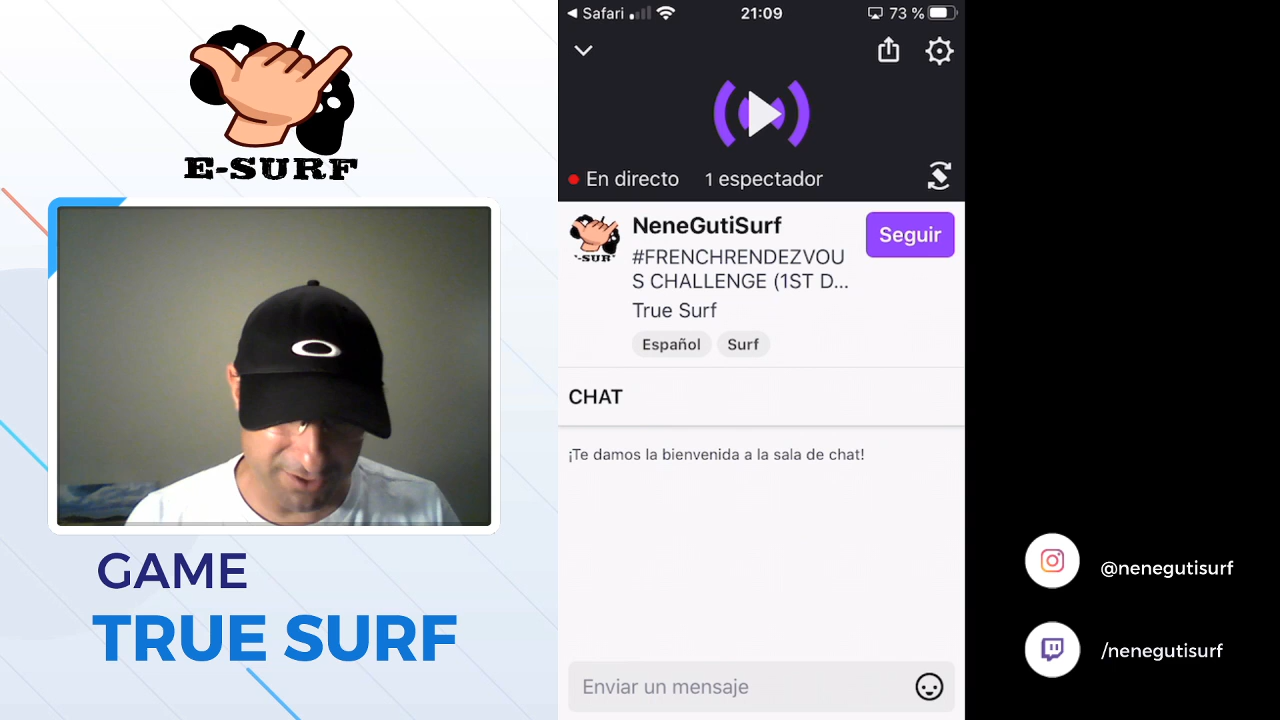 E-SURF
GAME
TRUE SURF
Safari
21:09
73 %
En directo
1 espectador
-SUR
NeneGutiSurf
Seguir
#FRENCHRENDEZVOU
S CHALLENGE (1ST D...
True Surf
Español
Surf
CHAT
¡Te damos la bienvenida a la sala de chat!
Enviar un mensaje
@nenegutisurf
/nenegutisurf